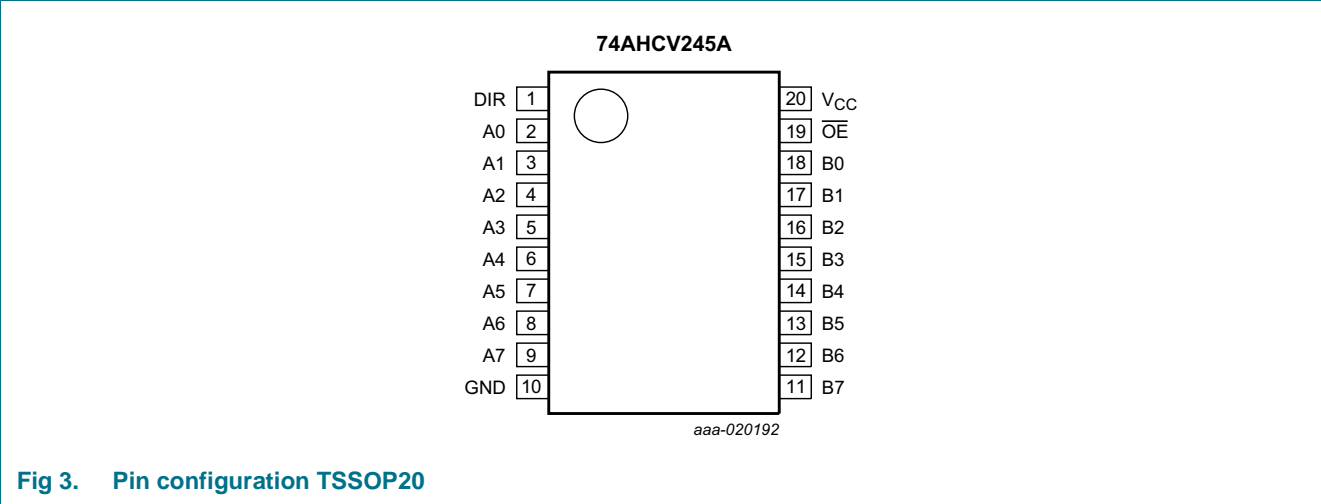 74AHCV245A
DIR 1 20 VCC
A0 2 19 O̅E̅
A1 3 18 B0
A2 4 17 B1
A3 5 16 B2
A4 6 15 B3
A5 7 14 B4
A6 8 13 B5
A7 9 12 B6
GND 10 11 B7
aaa-020192
Fig 3. Pin configuration TSSOP20